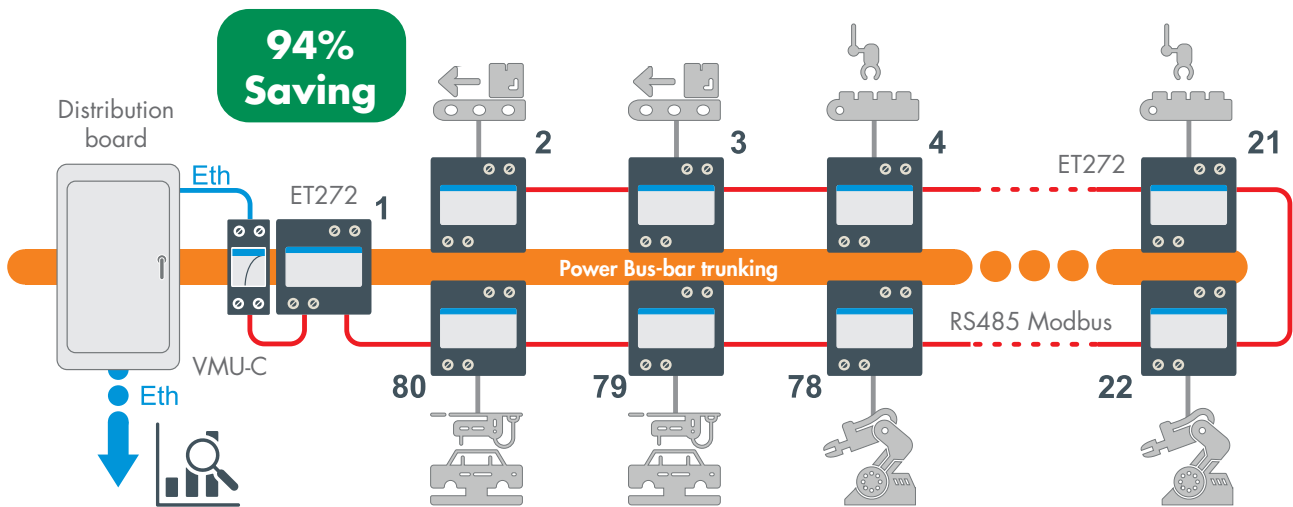 94%
Saving
Distribution
board
Eth
ET272
1
2
3
4
ET272
21
Power Bus-bar trunking
VMU-C
RS485 Modbus
80
79
78
22
Eth